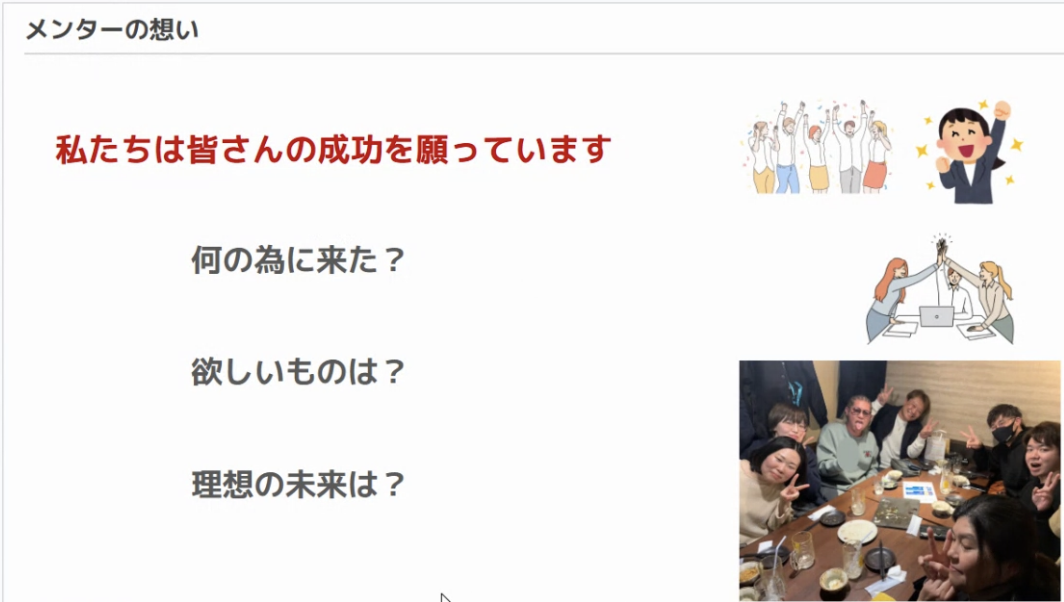 メンターの想い
私たちは皆さんの成功を願っています
何の為に来た？
欲しいものは？
理想の未来は？